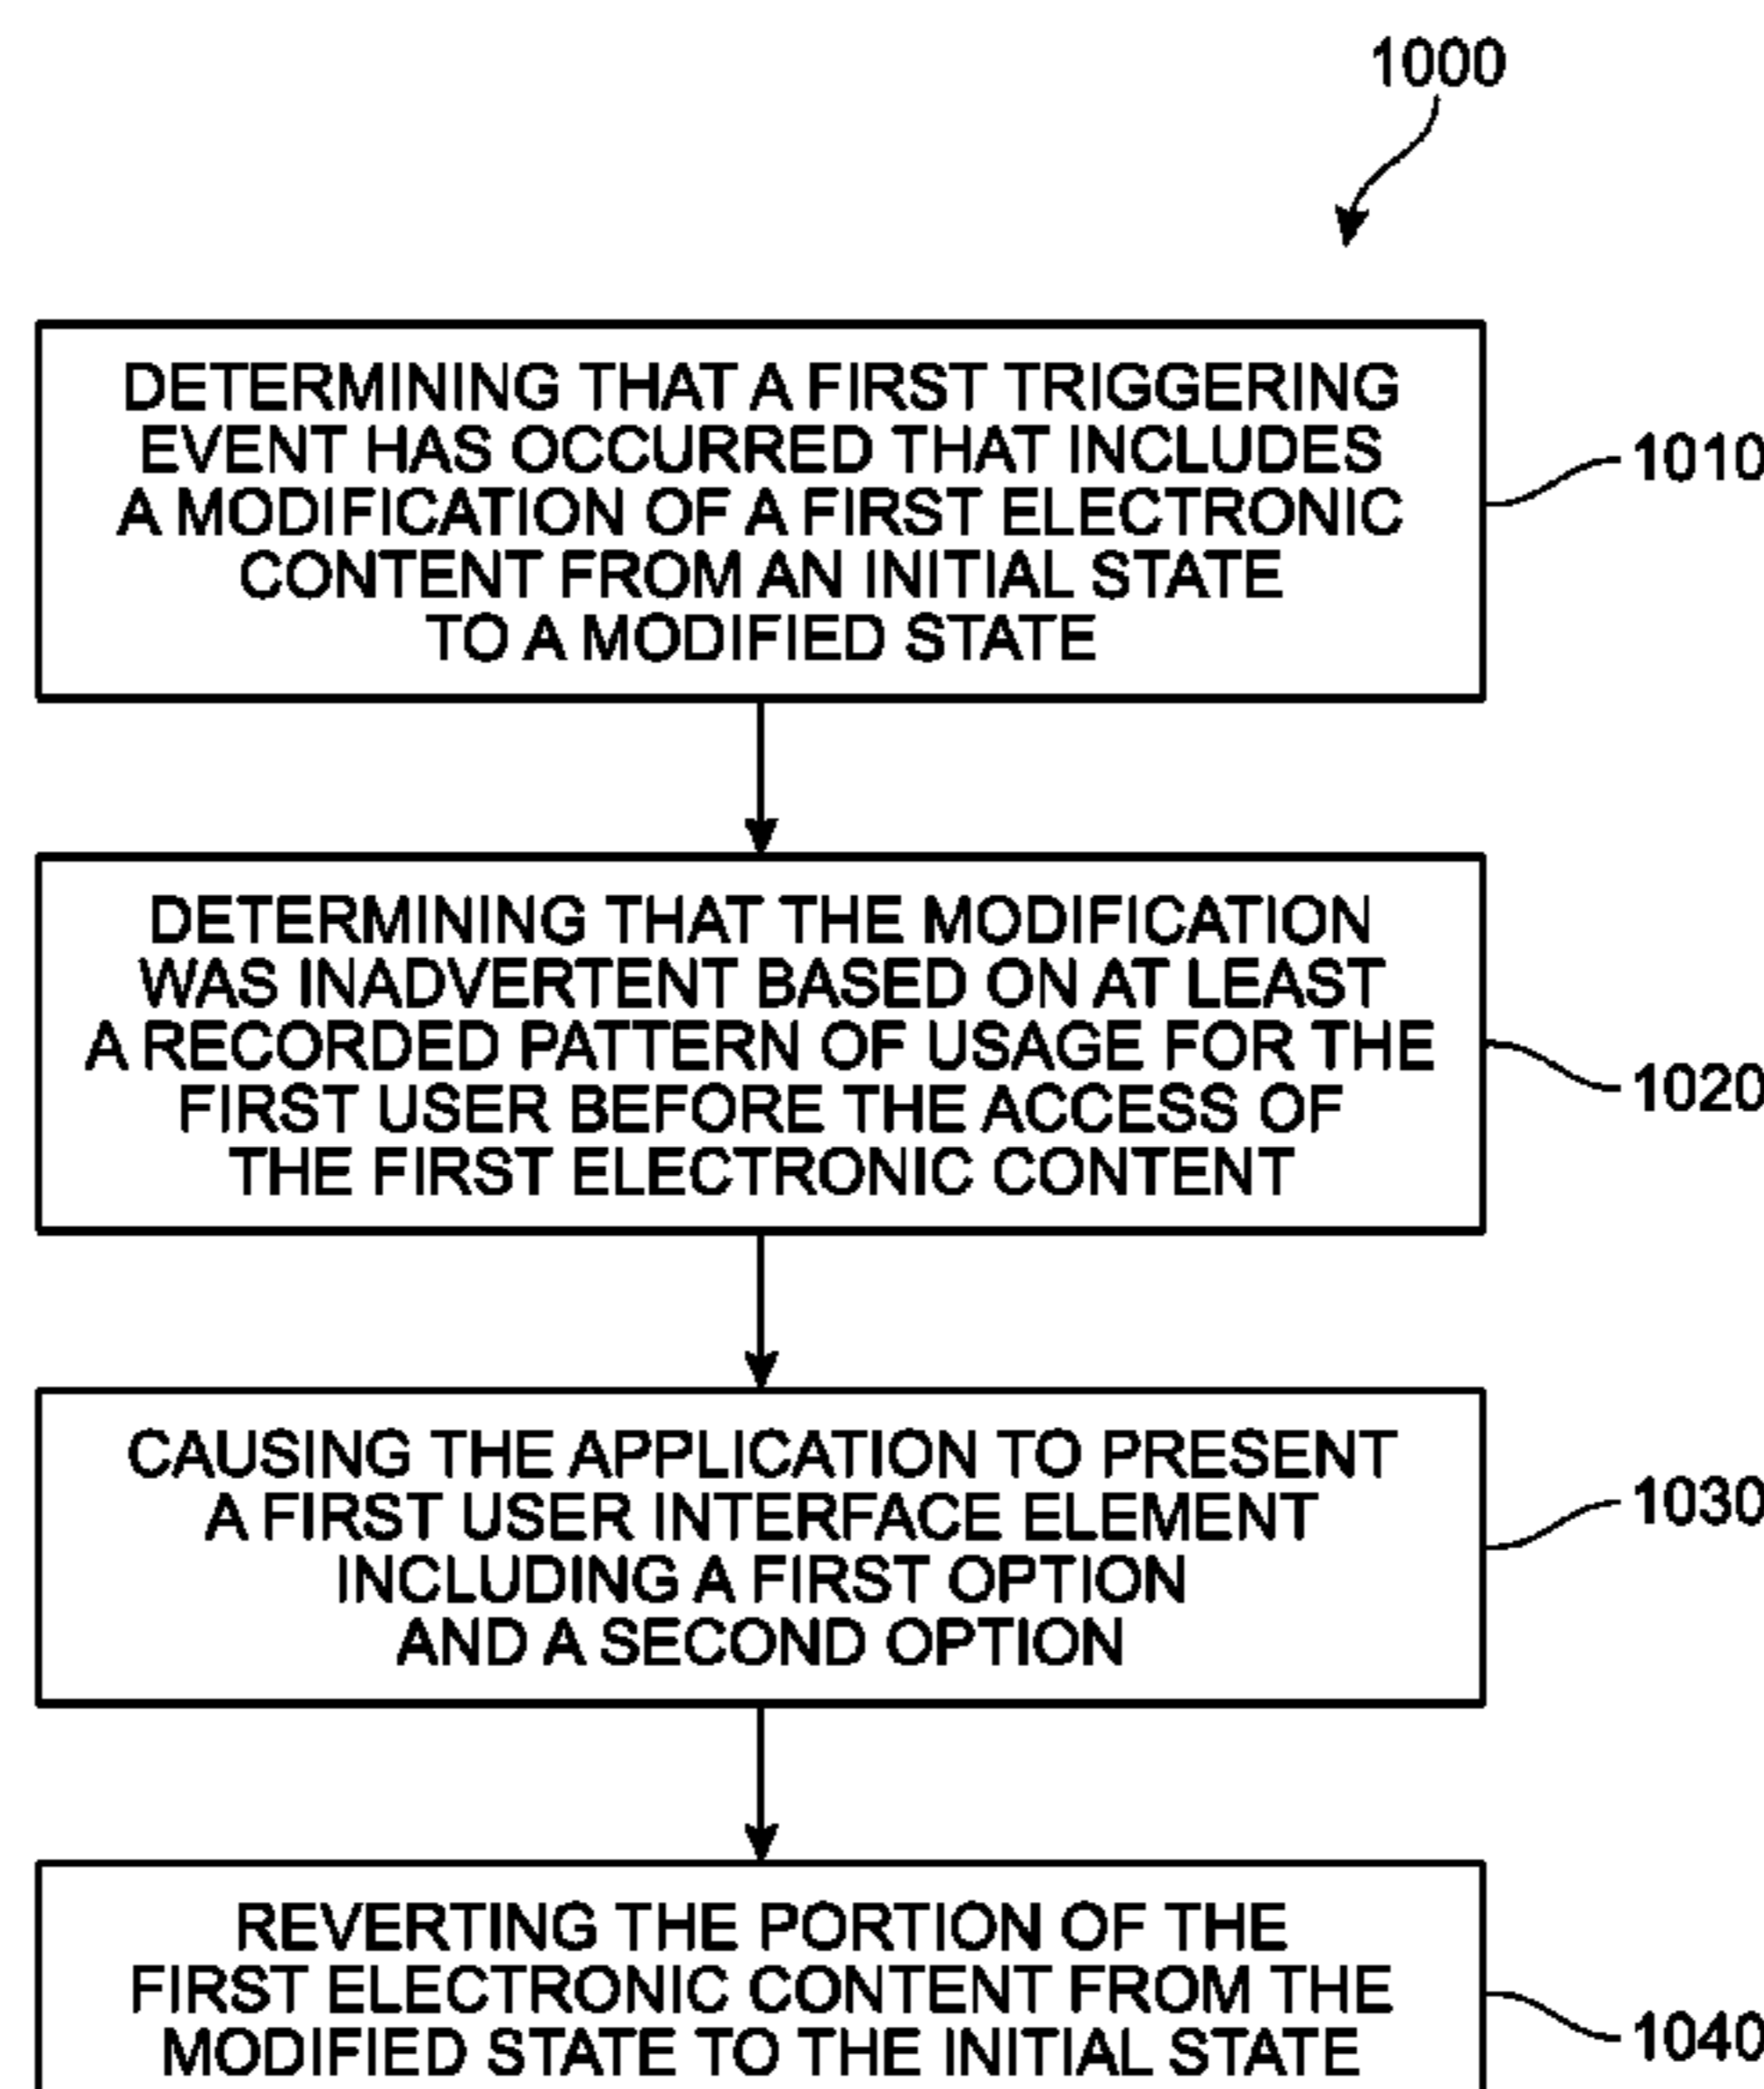 1000
DETERMINING THAT A FIRST TRIGGERING
EVENT HAS OCCURRED THAT INCLUDES
A MODIFICATION OF A FIRST ELECTRONIC
CONTENT FROM AN INITIAL STATE
TO A MODIFIED STATE
1010
DETERMINING THAT THE MODIFICATION
WAS INADVERTENT BASED ON AT LEAST
A RECORDED PATTERN OF USAGE FOR THE
FIRST USER BEFORE THE ACCESS OF
THE FIRST ELECTRONIC CONTENT
1020
CAUSING THE APPLICATION TO PRESENT
A FIRST USER INTERFACE ELEMENT
INCLUDING A FIRST OPTION
AND A SECOND OPTION
1030
REVERTING THE PORTION OF THE
FIRST ELECTRONIC CONTENT FROM THE
MODIFIED STATE TO THE INITIAL STATE
1040